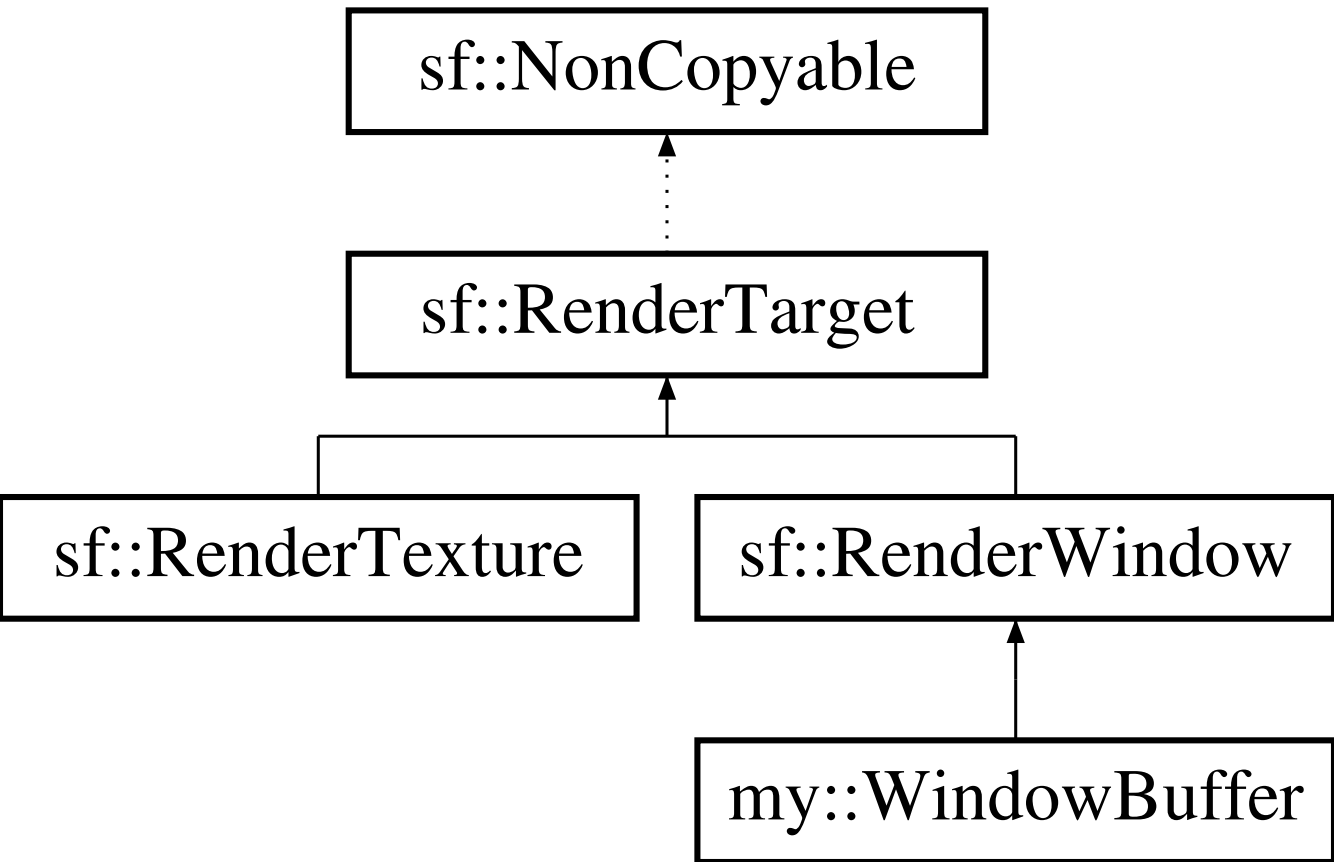 sf::NonCopyable
sf::RenderTarget
sf::RenderTexture
sf::RenderWindow
my::WindowBuffer